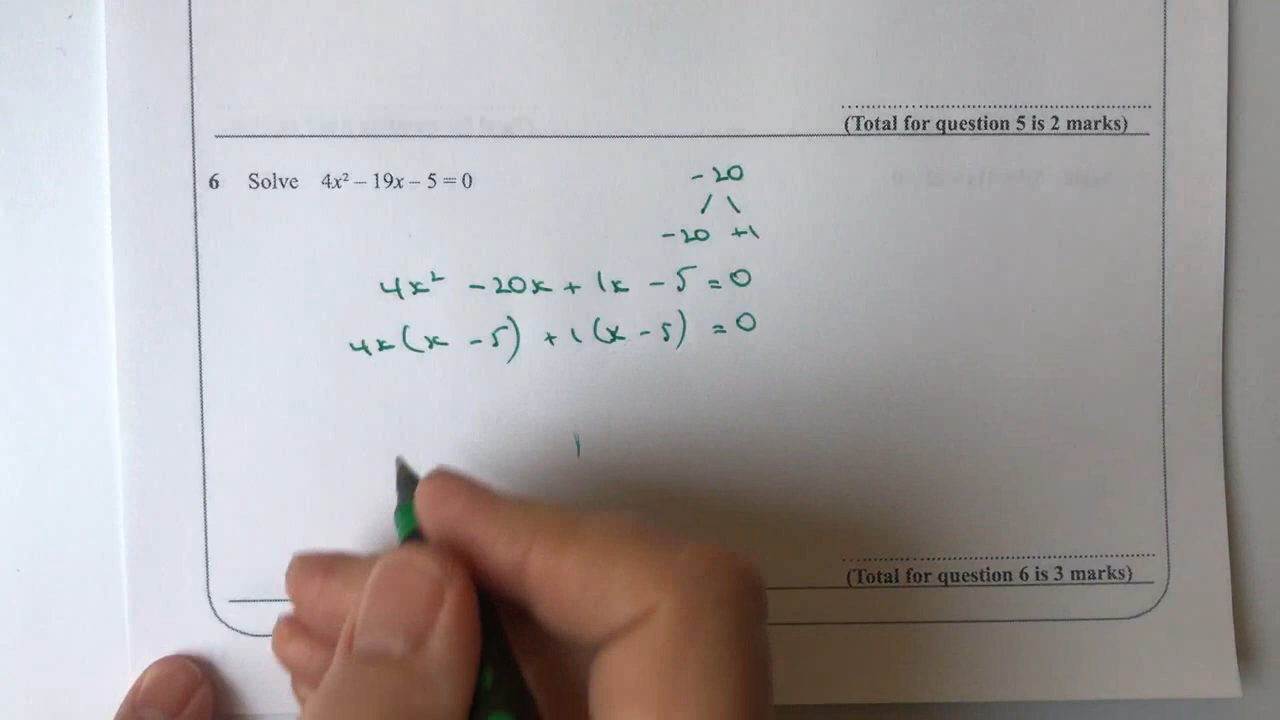 (Total for question 5 is 2 marks)
6 Solve 4x² – 19x – 5 = 0
-20
/ \
-20 +1
4x² - 20x + 1x - 5 = 0
4x(x - 5) + 1(x - 5) = 0
(Total for question 6 is 3 marks)